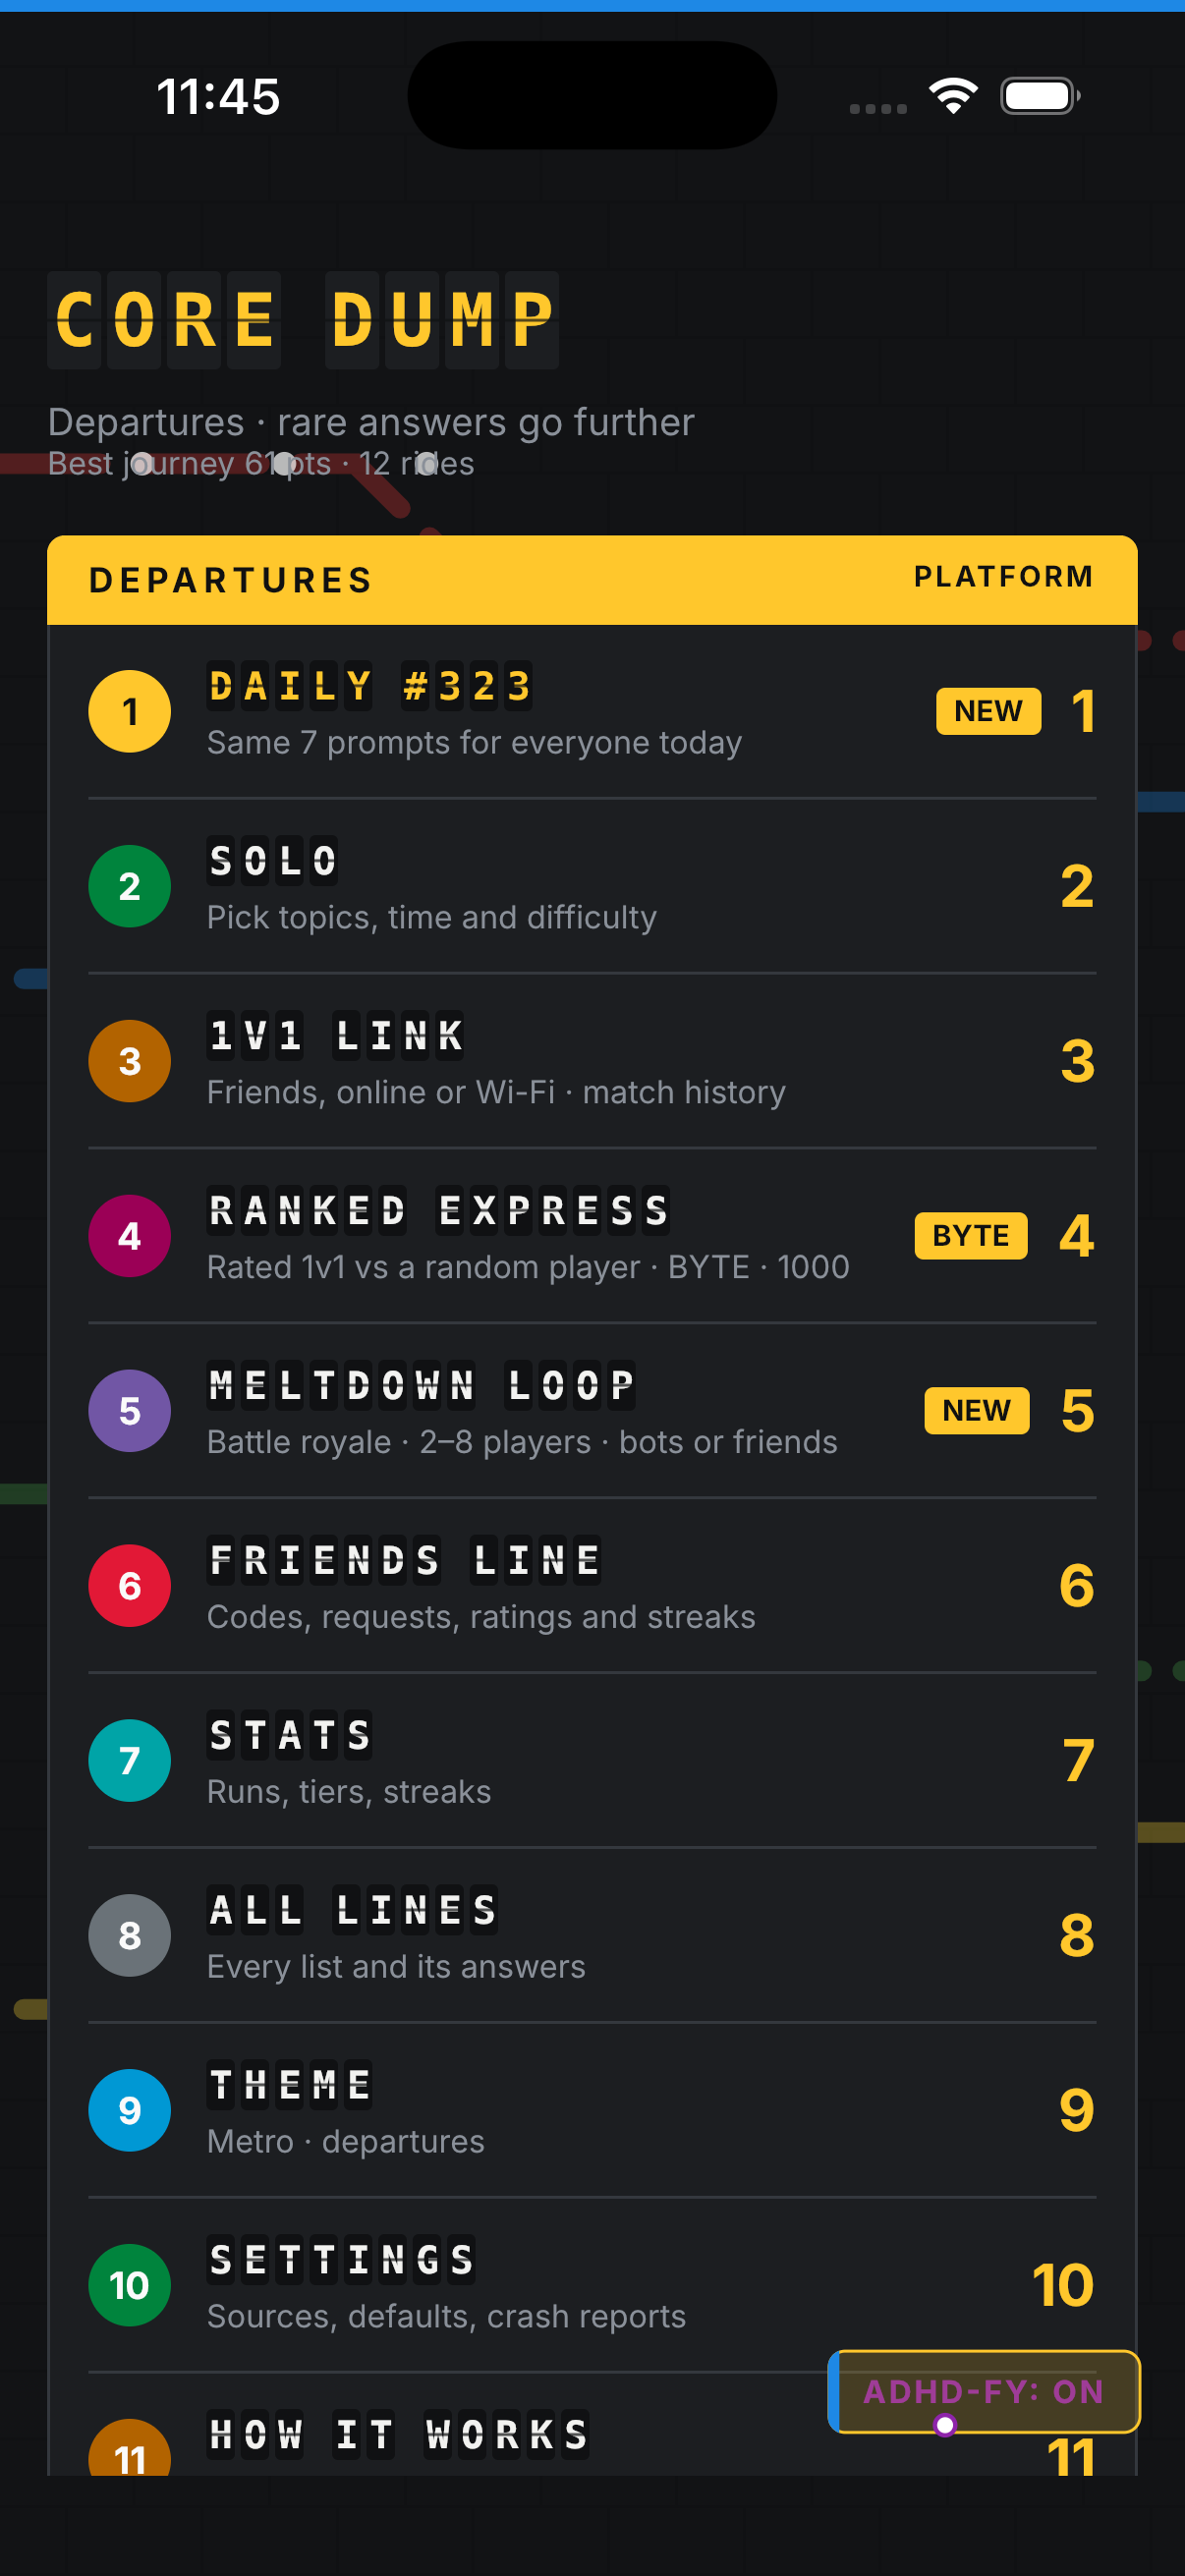 11:45
CORE DUMP
Departures · rare answers go further
Best journey 61 pts · 12 rides
DEPARTURES PLATFORM
1 DAILY #323 NEW 1
Same 7 prompts for everyone today
2 SOLO 2
Pick topics, time and difficulty
3 1V1 LINK 3
Friends, online or Wi-Fi · match history
4 RANKED EXPRESS BYTE 4
Rated 1v1 vs a random player · BYTE · 1000
5 MELTDOWN LOOP NEW 5
Battle royale · 2–8 players · bots or friends
6 FRIENDS LINE 6
Codes, requests, ratings and streaks
7 STATS 7
Runs, tiers, streaks
8 ALL LINES 8
Every list and its answers
9 THEME 9
Metro · departures
10 SETTINGS 10
Sources, defaults, crash reports
ADHD-FY: ON
11 HOW IT WORKS 11